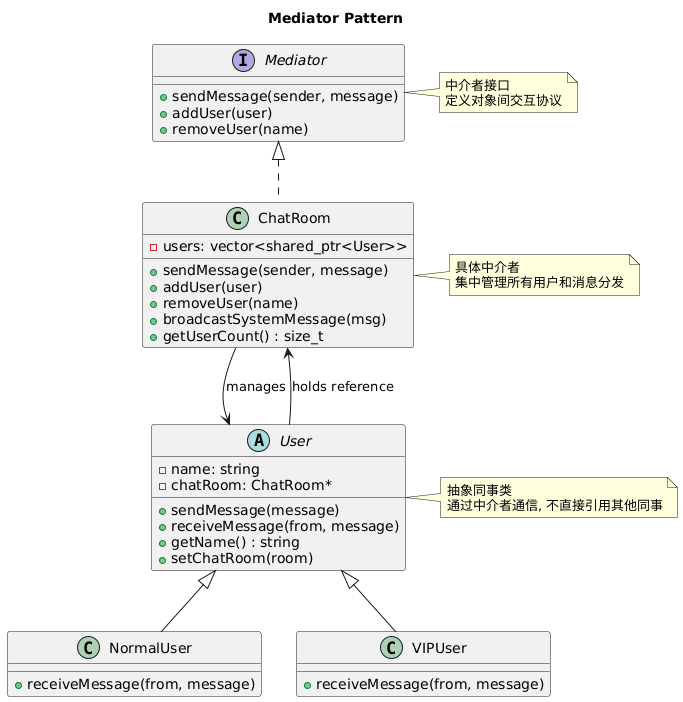 Mediator Pattern
I Mediator
sendMessage(sender, message)
addUser(user)
removeUser(name)
中介者接口
定义对象间交互协议
C ChatRoom
users: vector<shared_ptr<User>>
sendMessage(sender, message)
addUser(user)
removeUser(name)
broadcastSystemMessage(msg)
getUserCount() : size_t
具体中介者
集中管理所有用户和消息分发
manages
holds reference
A User
name: string
chatRoom: ChatRoom*
sendMessage(message)
receiveMessage(from, message)
getName() : string
setChatRoom(room)
抽象同事类
通过中介者通信, 不直接引用其他同事
C NormalUser
receiveMessage(from, message)
C VIPUser
receiveMessage(from, message)